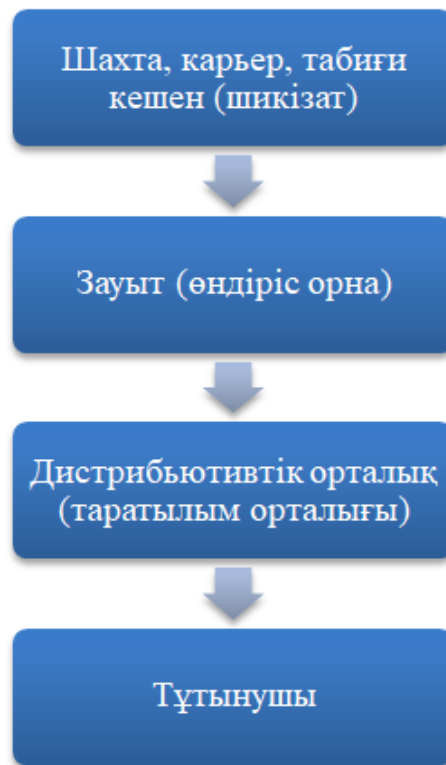 Шахта, карьер, табиғи
кешен (шикізат)
Зауыт (өндіріс орна)
Дистрибьютивтік орталық
(таратылым орталығы)
Тұтынушы